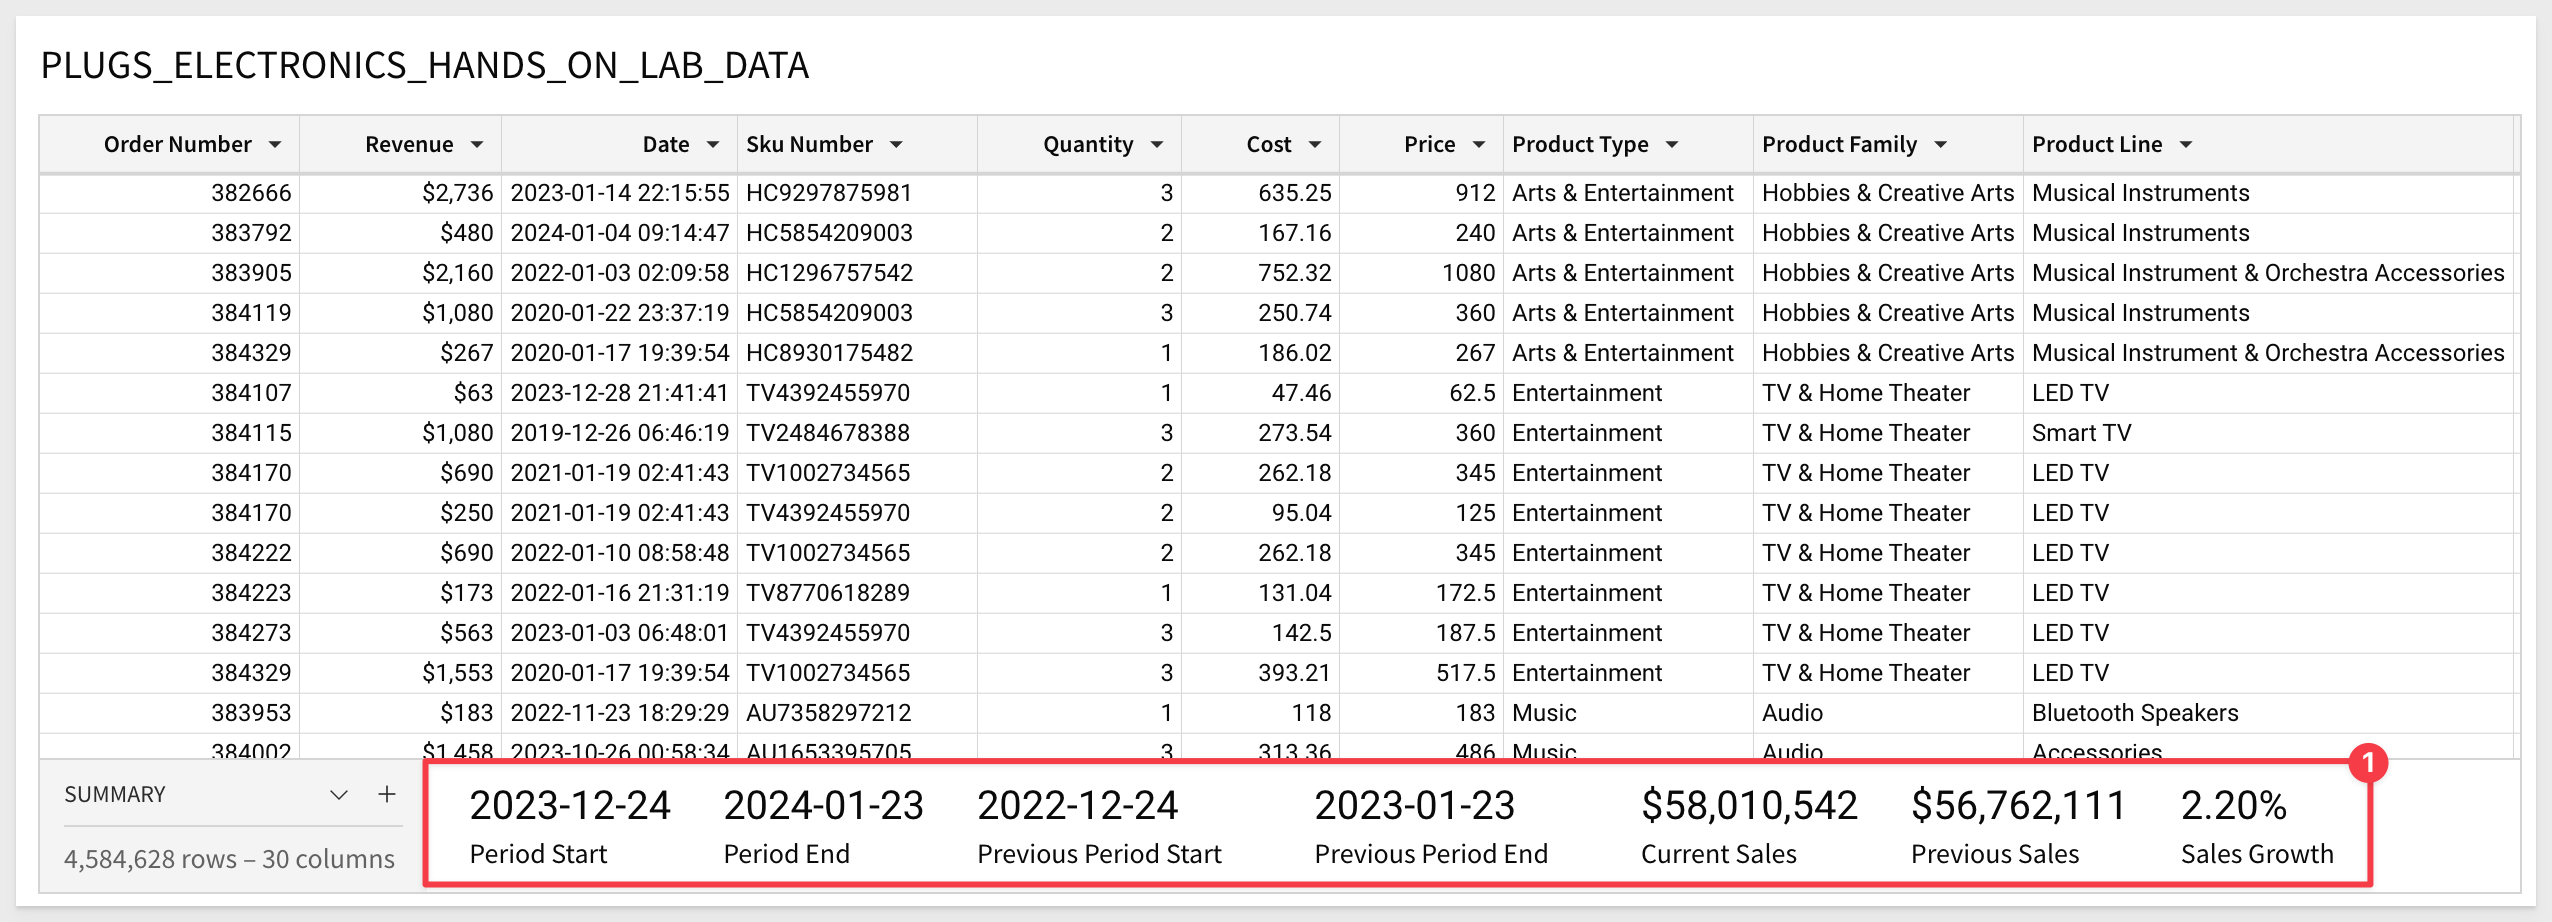 PLUGS_ELECTRONICS_HANDS_ON_LAB_DATA
Order Number Revenue Date Sku Number Quantity Cost Price Product Type Product Family Product Line
382666 $2,736 2023-01-14 22:15:55 HC9297875981 3 635.25 912 Arts & Entertainment Hobbies & Creative Arts Musical Instruments
383792 $480 2024-01-04 09:14:47 HC5854209003 2 167.16 240 Arts & Entertainment Hobbies & Creative Arts Musical Instruments
383905 $2,160 2022-01-03 02:09:58 HC1296757542 2 752.32 1080 Arts & Entertainment Hobbies & Creative Arts Musical Instrument & Orchestra Accessories
384119 $1,080 2020-01-22 23:37:19 HC5854209003 3 250.74 360 Arts & Entertainment Hobbies & Creative Arts Musical Instruments
384329 $267 2020-01-17 19:39:54 HC8930175482 1 186.02 267 Arts & Entertainment Hobbies & Creative Arts Musical Instrument & Orchestra Accessories
384107 $63 2023-12-28 21:41:41 TV4392455970 1 47.46 62.5 Entertainment TV & Home Theater LED TV
384115 $1,080 2019-12-26 06:46:19 TV2484678388 3 273.54 360 Entertainment TV & Home Theater Smart TV
384170 $690 2021-01-19 02:41:43 TV1002734565 2 262.18 345 Entertainment TV & Home Theater LED TV
384170 $250 2021-01-19 02:41:43 TV4392455970 2 95.04 125 Entertainment TV & Home Theater LED TV
384222 $690 2022-01-10 08:58:48 TV1002734565 2 262.18 345 Entertainment TV & Home Theater LED TV
384223 $173 2022-01-16 21:31:19 TV8770618289 1 131.04 172.5 Entertainment TV & Home Theater LED TV
384273 $563 2023-01-03 06:48:01 TV4392455970 3 142.5 187.5 Entertainment TV & Home Theater LED TV
384329 $1,553 2020-01-17 19:39:54 TV1002734565 3 393.21 517.5 Entertainment TV & Home Theater LED TV
383953 $183 2022-11-23 18:29:29 AU7358297212 1 118 183 Music Audio Bluetooth Speakers
384002 $1,458 2023-10-26 00:58:34 AU1653395705 3 313.36 486 Music Audio Accessories
1
SUMMARY
4,584,628 rows – 30 columns
2023-12-24 2024-01-23 2022-12-24 2023-01-23 $58,010,542 $56,762,111 2.20%
Period Start Period End Previous Period Start Previous Period End Current Sales Previous Sales Sales Growth